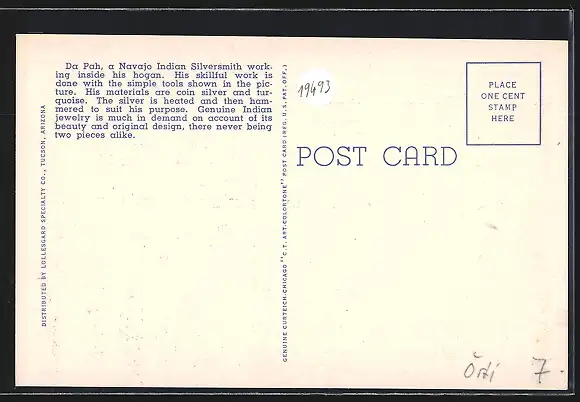 Da Pah, a Navajo Indian Silversmith work-
ing inside his hogan. His skillful work is
done with the simple tools shown in the pic-
ture. His materials are coin silver and tur-
quoise. The silver is heated and then ham-
mered to suit his purpose. Genuine Indian
jewelry is much in demand on account of its
beauty and original design, there never being
two pieces alike.
DISTRIBUTED BY LOLLESGARD SPECIALTY CO., TUCSON, ARIZONA
GENUINE CURTEICH-CHICAGO "C.T. ART-COLORTONE" POST CARD (REG. U.S. PAT. OFF.)
19493
POST CARD
PLACE
ONE CENT
STAMP
HERE
7.